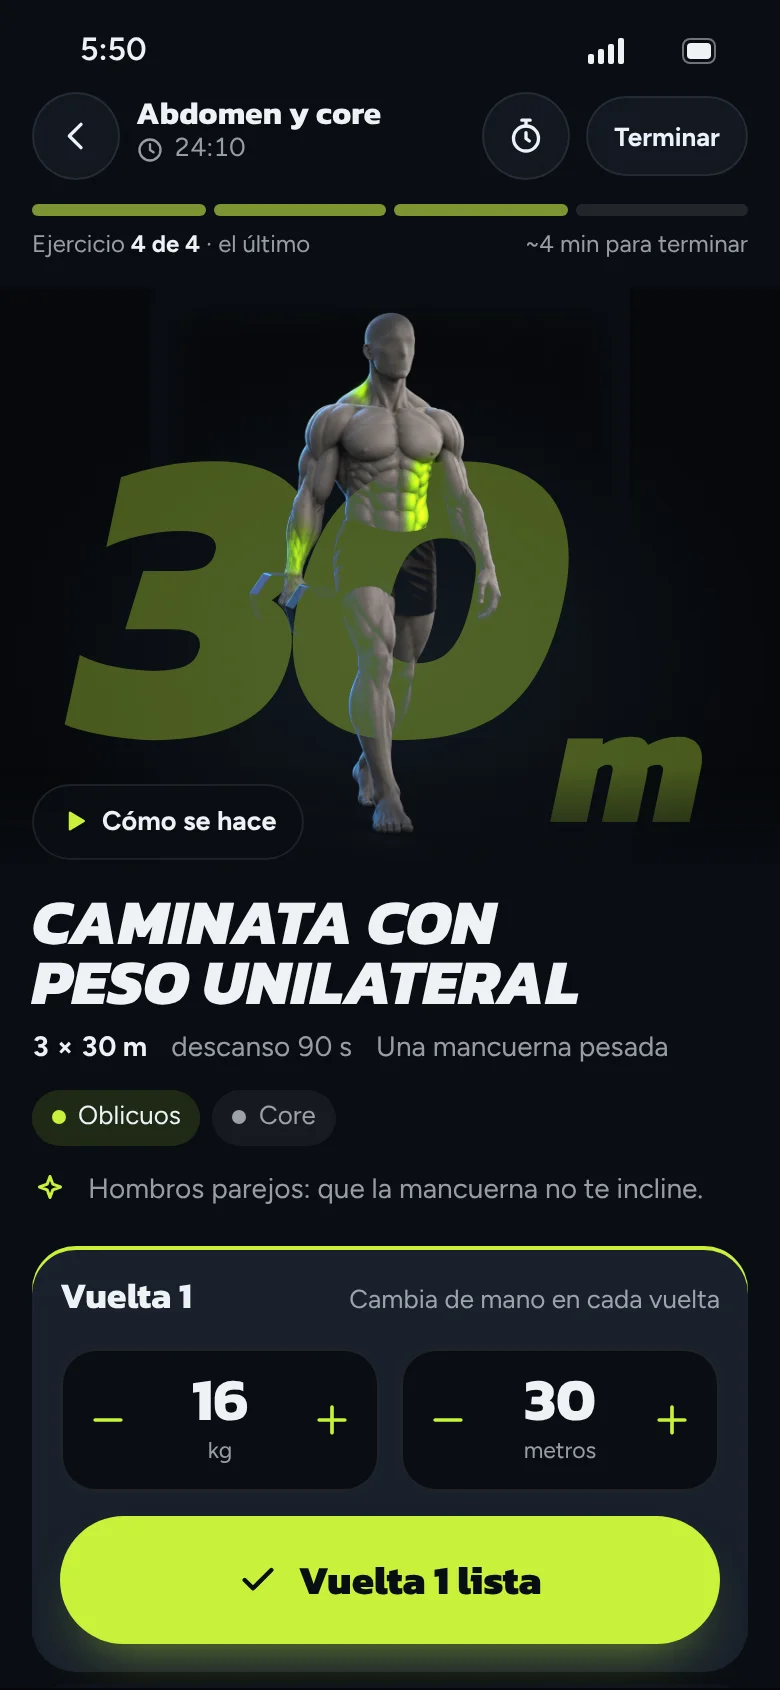 5:50
Abdomen y core
24:10
Terminar
Ejercicio 4 de 4 · el último
~4 min para terminar
30
m
Cómo se hace
CAMINATA CON
PESO UNILATERAL
3 × 30 m descanso 90 s Una mancuerna pesada
Oblicuos
Core
Hombros parejos: que la mancuerna no te incline.
Vuelta 1
Cambia de mano en cada vuelta
− 16 +
kg
− 30 +
metros
Vuelta 1 lista